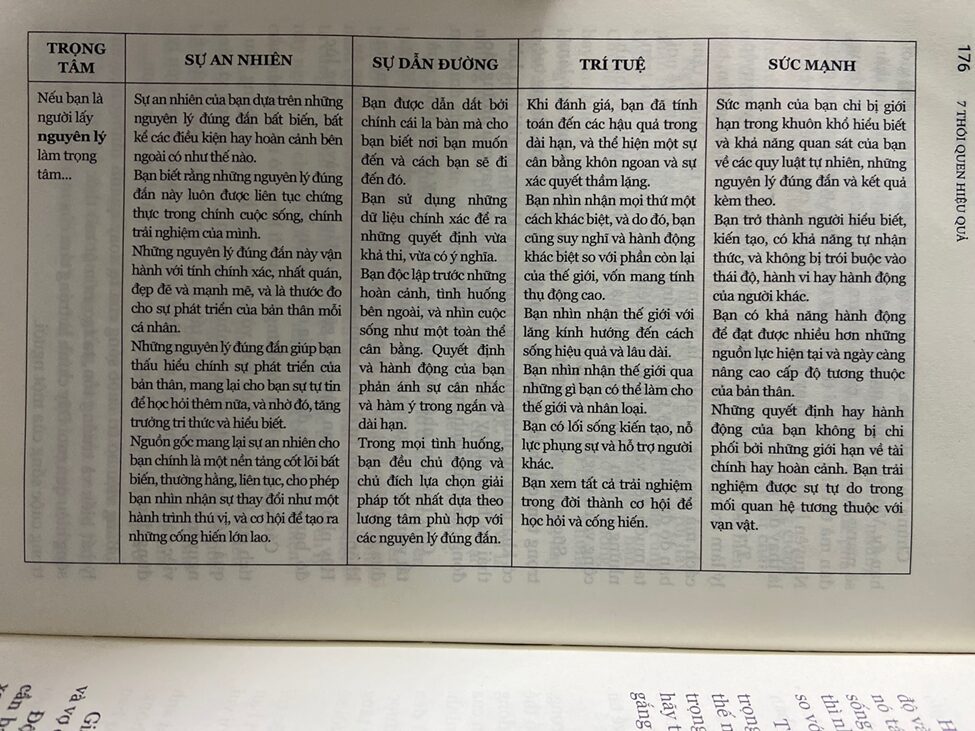 TRỌNG
TÂM
SỰ AN NHIÊN
SỰ DẪN ĐƯỜNG
TRÍ TUỆ
SỨC MẠNH
Nếu bạn là
người lấy
nguyên lý
làm trọng
tâm...
Sự an nhiên của bạn dựa trên những
nguyên lý đúng đắn bất biến, bất
kể các điều kiện hay hoàn cảnh bên
ngoài có như thế nào.
Bạn biết rằng những nguyên lý đúng
đắn này luôn được liên tục chứng
thực trong chính cuộc sống, chính
trải nghiệm của mình.
Những nguyên lý đúng đắn này vận
hành với tính chính xác, nhất quán,
đẹp đẽ và mạnh mẽ, và là thước đo
cho sự phát triển của bản thân mỗi
cá nhân.
Những nguyên lý đúng đắn giúp bạn
thấu hiểu chính sự phát triển của
bản thân, mang lại cho bạn sự tự tin
để học hỏi thêm nữa, và nhờ đó, tăng
trưởng tri thức và hiểu biết.
Nguồn gốc mang lại sự an nhiên cho
bạn chính là một nền tảng cốt lõi bất
biến, thường hằng, liên tục, cho phép
bạn nhìn nhận sự thay đổi như một
hành trình thú vị, và cơ hội để tạo ra
những cống hiến lớn lao.
Bạn được dẫn dắt bởi
chính cái la bàn mà cho
bạn biết nơi bạn muốn
đến và cách bạn sẽ đi
đến đó.
Bạn sử dụng những
dữ liệu chính xác để ra
những quyết định vừa
khả thi, vừa có ý nghĩa.
Bạn độc lập trước những
hoàn cảnh, tình huống
bên ngoài, và nhìn cuộc
sống như một toàn thể
cân bằng. Quyết định
và hành động của bạn
phản ánh sự cân nhắc
và hàm ý trong ngắn và
dài hạn.
Trong mọi tình huống,
bạn đều chủ động và
chủ đích lựa chọn giải
pháp tốt nhất dựa theo
lương tâm phù hợp với
các nguyên lý đúng đắn.
Khi đánh giá, bạn đã tính
toán đến các hậu quả trong
dài hạn, và thể hiện một sự
cân bằng khôn ngoan và sự
xác quyết thầm lặng.
Bạn nhìn nhận mọi thứ một
cách khác biệt, và do đó, bạn
cũng suy nghĩ và hành động
khác biệt so với phần còn lại
của thế giới, vốn mang tính
thụ động cao.
Bạn nhìn nhận thế giới với
lăng kính hướng đến cách
sống hiệu quả và lâu dài.
Bạn nhìn nhận thế giới qua
những gì bạn có thể làm cho
thế giới và nhân loại.
Bạn có lối sống kiến tạo, nỗ
lực phụng sự và hỗ trợ người
khác.
Bạn xem tất cả trải nghiệm
trong đời thành cơ hội để
học hỏi và cống hiến.
Sức mạnh của bạn chỉ bị giới
hạn trong khuôn khổ hiểu biết
và khả năng quan sát của bạn
về các quy luật tự nhiên, những
nguyên lý đúng đắn và kết quả
kèm theo.
Bạn trở thành người hiểu biết,
kiến tạo, có khả năng tự nhận
thức, và không bị trói buộc vào
thái độ, hành vi hay hành động
của người khác.
Bạn có khả năng hành động
để đạt được nhiều hơn những
nguồn lực hiện tại và ngày càng
nâng cao cấp độ tương thuộc
của bản thân.
Những quyết định hay hành
động của bạn không bị chi
phối bởi những giới hạn về tài
chính hay hoàn cảnh. Bạn trải
nghiệm được sự tự do trong
mối quan hệ tương thuộc với
vạn vật.
176
7 THÓI QUEN HIỆU QUẢ